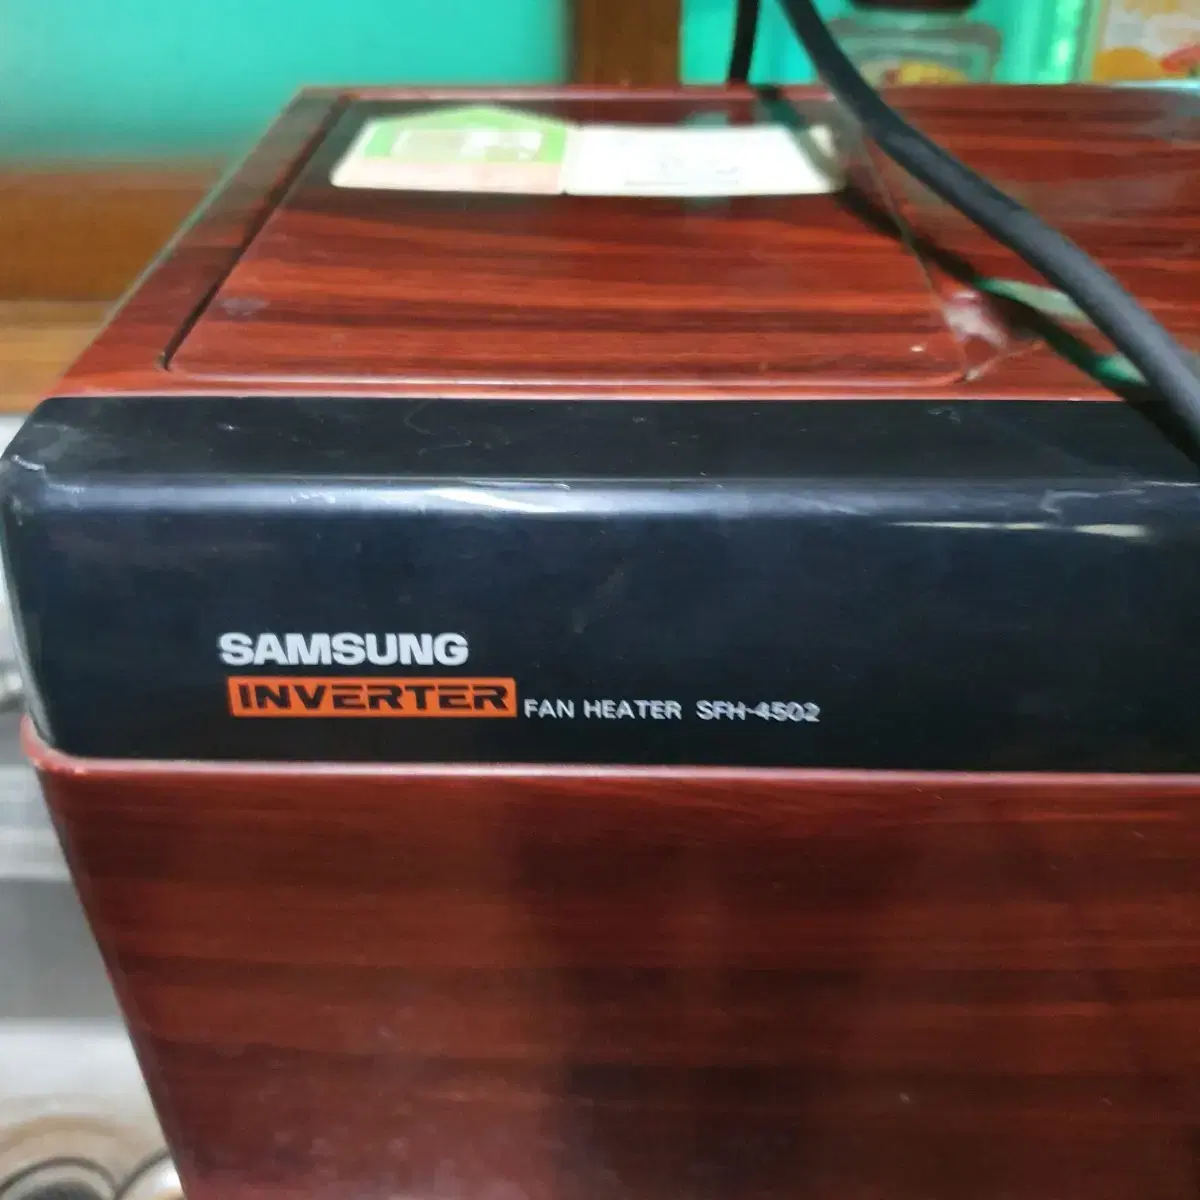 SAMSUNG
INVERTER FAN HEATER SFH-4502